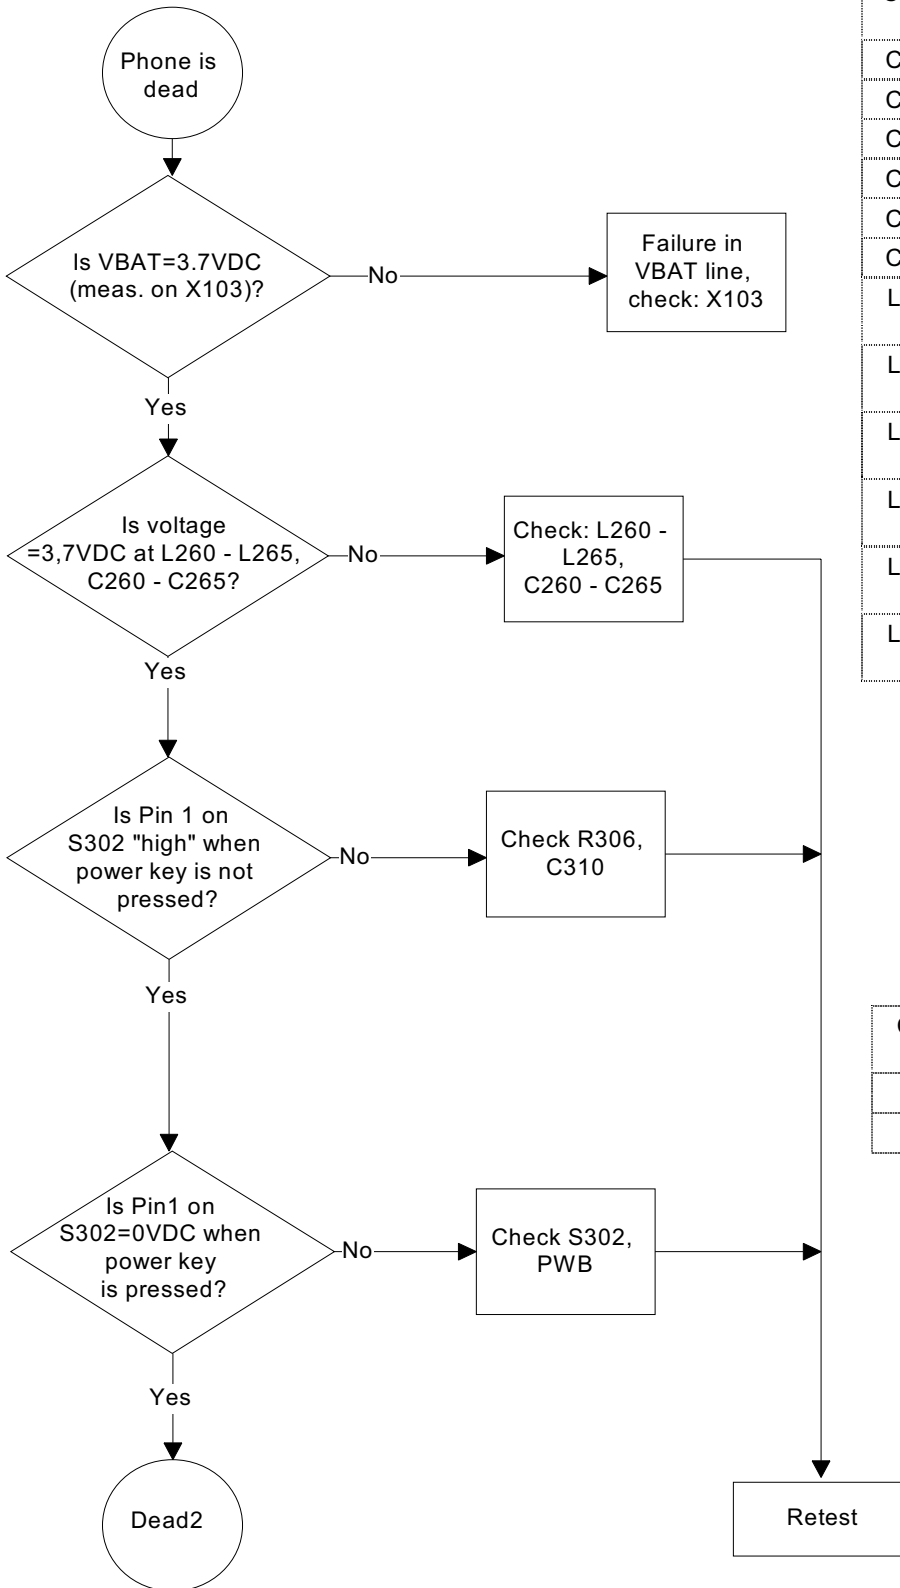 Phone is
dead
Is VBAT=3.7VDC
(meas. on X103)?
No
Failure in
VBAT line,
check: X103
Yes
Is voltage
=3,7VDC at L260 - L265,
C260 - C265?
No
Check: L260 -
L265,
C260 - C265
Yes
Is Pin 1 on
S302 "high" when
power key is not
pressed?
No
Check R306,
C310
Yes
Is Pin1 on
S302=0VDC when
power key
is pressed?
No
Check S302,
PWB
Yes
Dead2
Retest
C
C
C
C
C
C
L
L
L
L
L
L